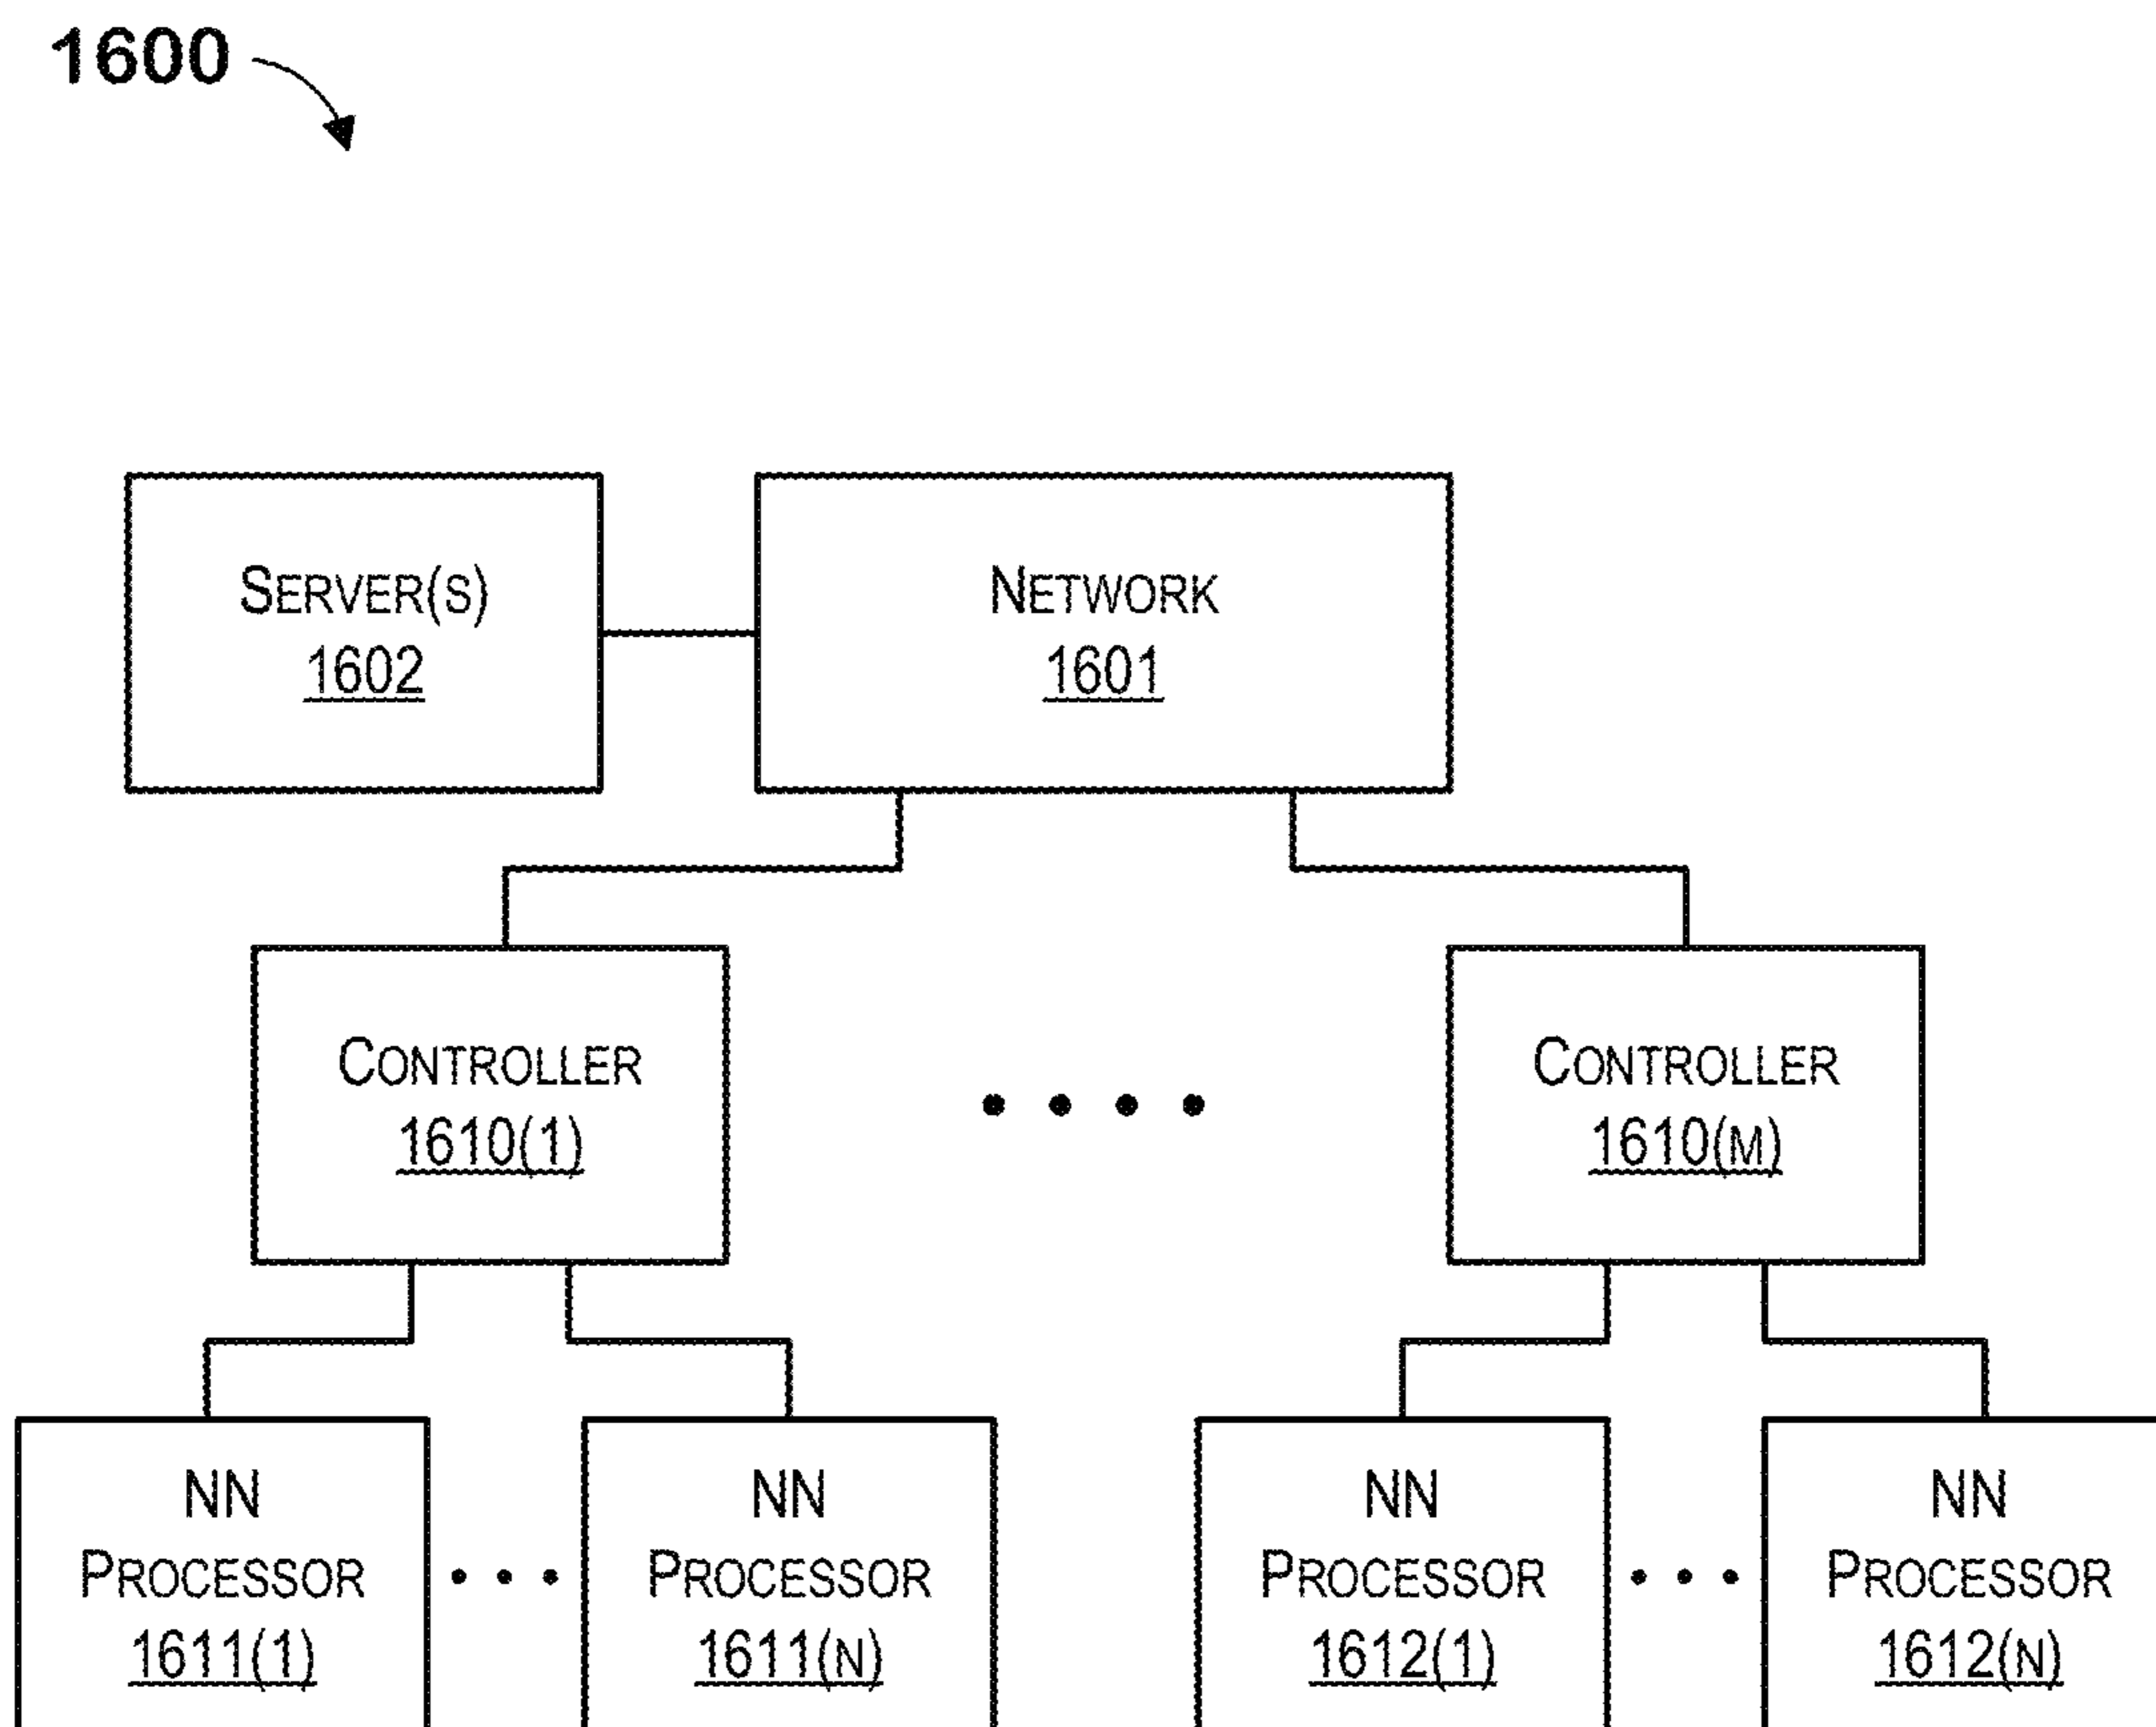 1600
SERVER(S)
1602
NETWORK
1601
CONTROLLER
1610(1)
CONTROLLER
1610(M)
NN
PROCESSOR
1611(1)
NN
PROCESSOR
1611(N)
NN
PROCESSOR
1612(1)
NN
PROCESSOR
1612(N)